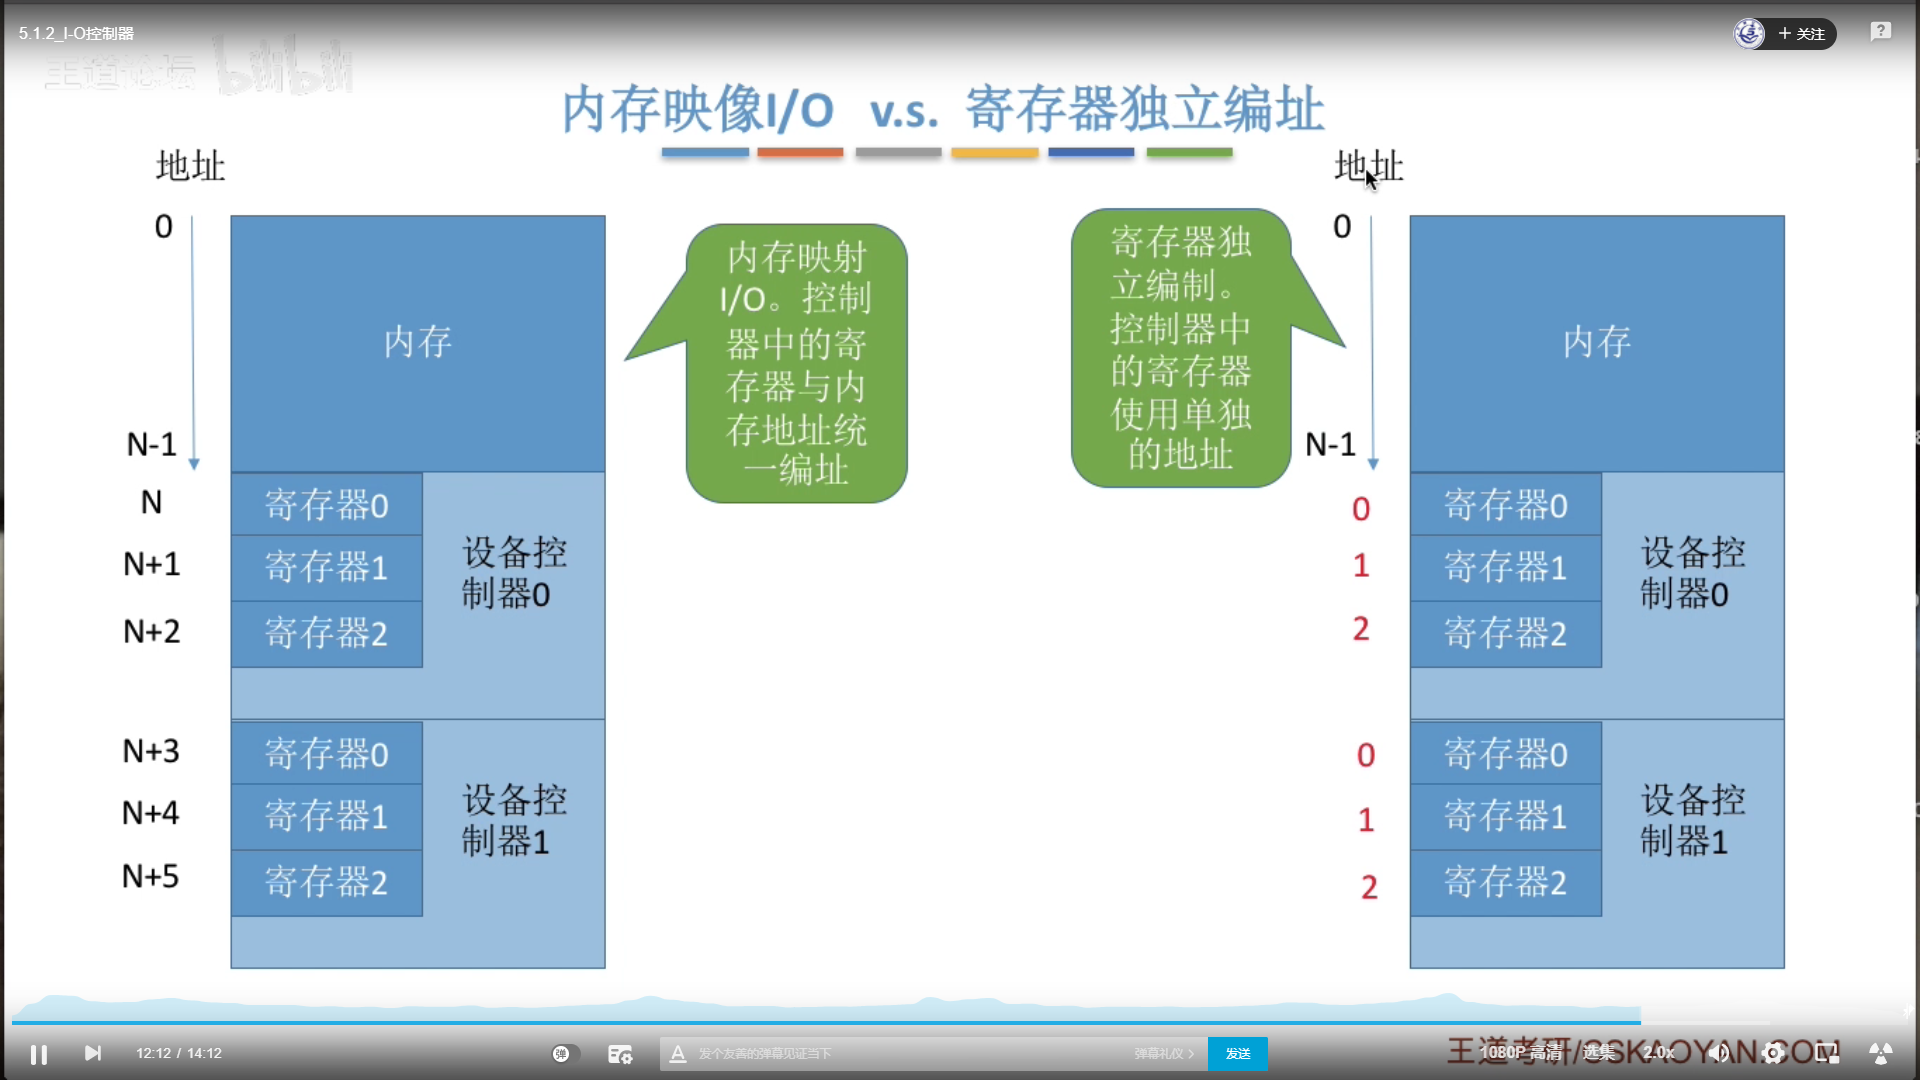 5.1.2_I-O控制器
+ 关注
王道论坛 bilibili
内存映像I/O v.s. 寄存器独立编址
地址
0
N-1
N
N+1
N+2
N+3
N+4
N+5
内存
寄存器0
寄存器1
寄存器2
设备控
制器0
寄存器0
寄存器1
寄存器2
设备控
制器1
内存映射
I/O。控制
器中的寄
存器与内
存地址统
一编址
寄存器独
立编制。
控制器中
的寄存器
使用单独
的地址
地址
0
N-1
0
1
2
0
1
2
内存
寄存器0
寄存器1
寄存器2
设备控
制器0
寄存器0
寄存器1
寄存器2
设备控
制器1
12:12 / 14:12
弹
A 发个友善的弹幕见证当下
弹幕礼仪 >
发送
1080P 高清
选集
2.0x
王道考研/CSKAOYAN.COM